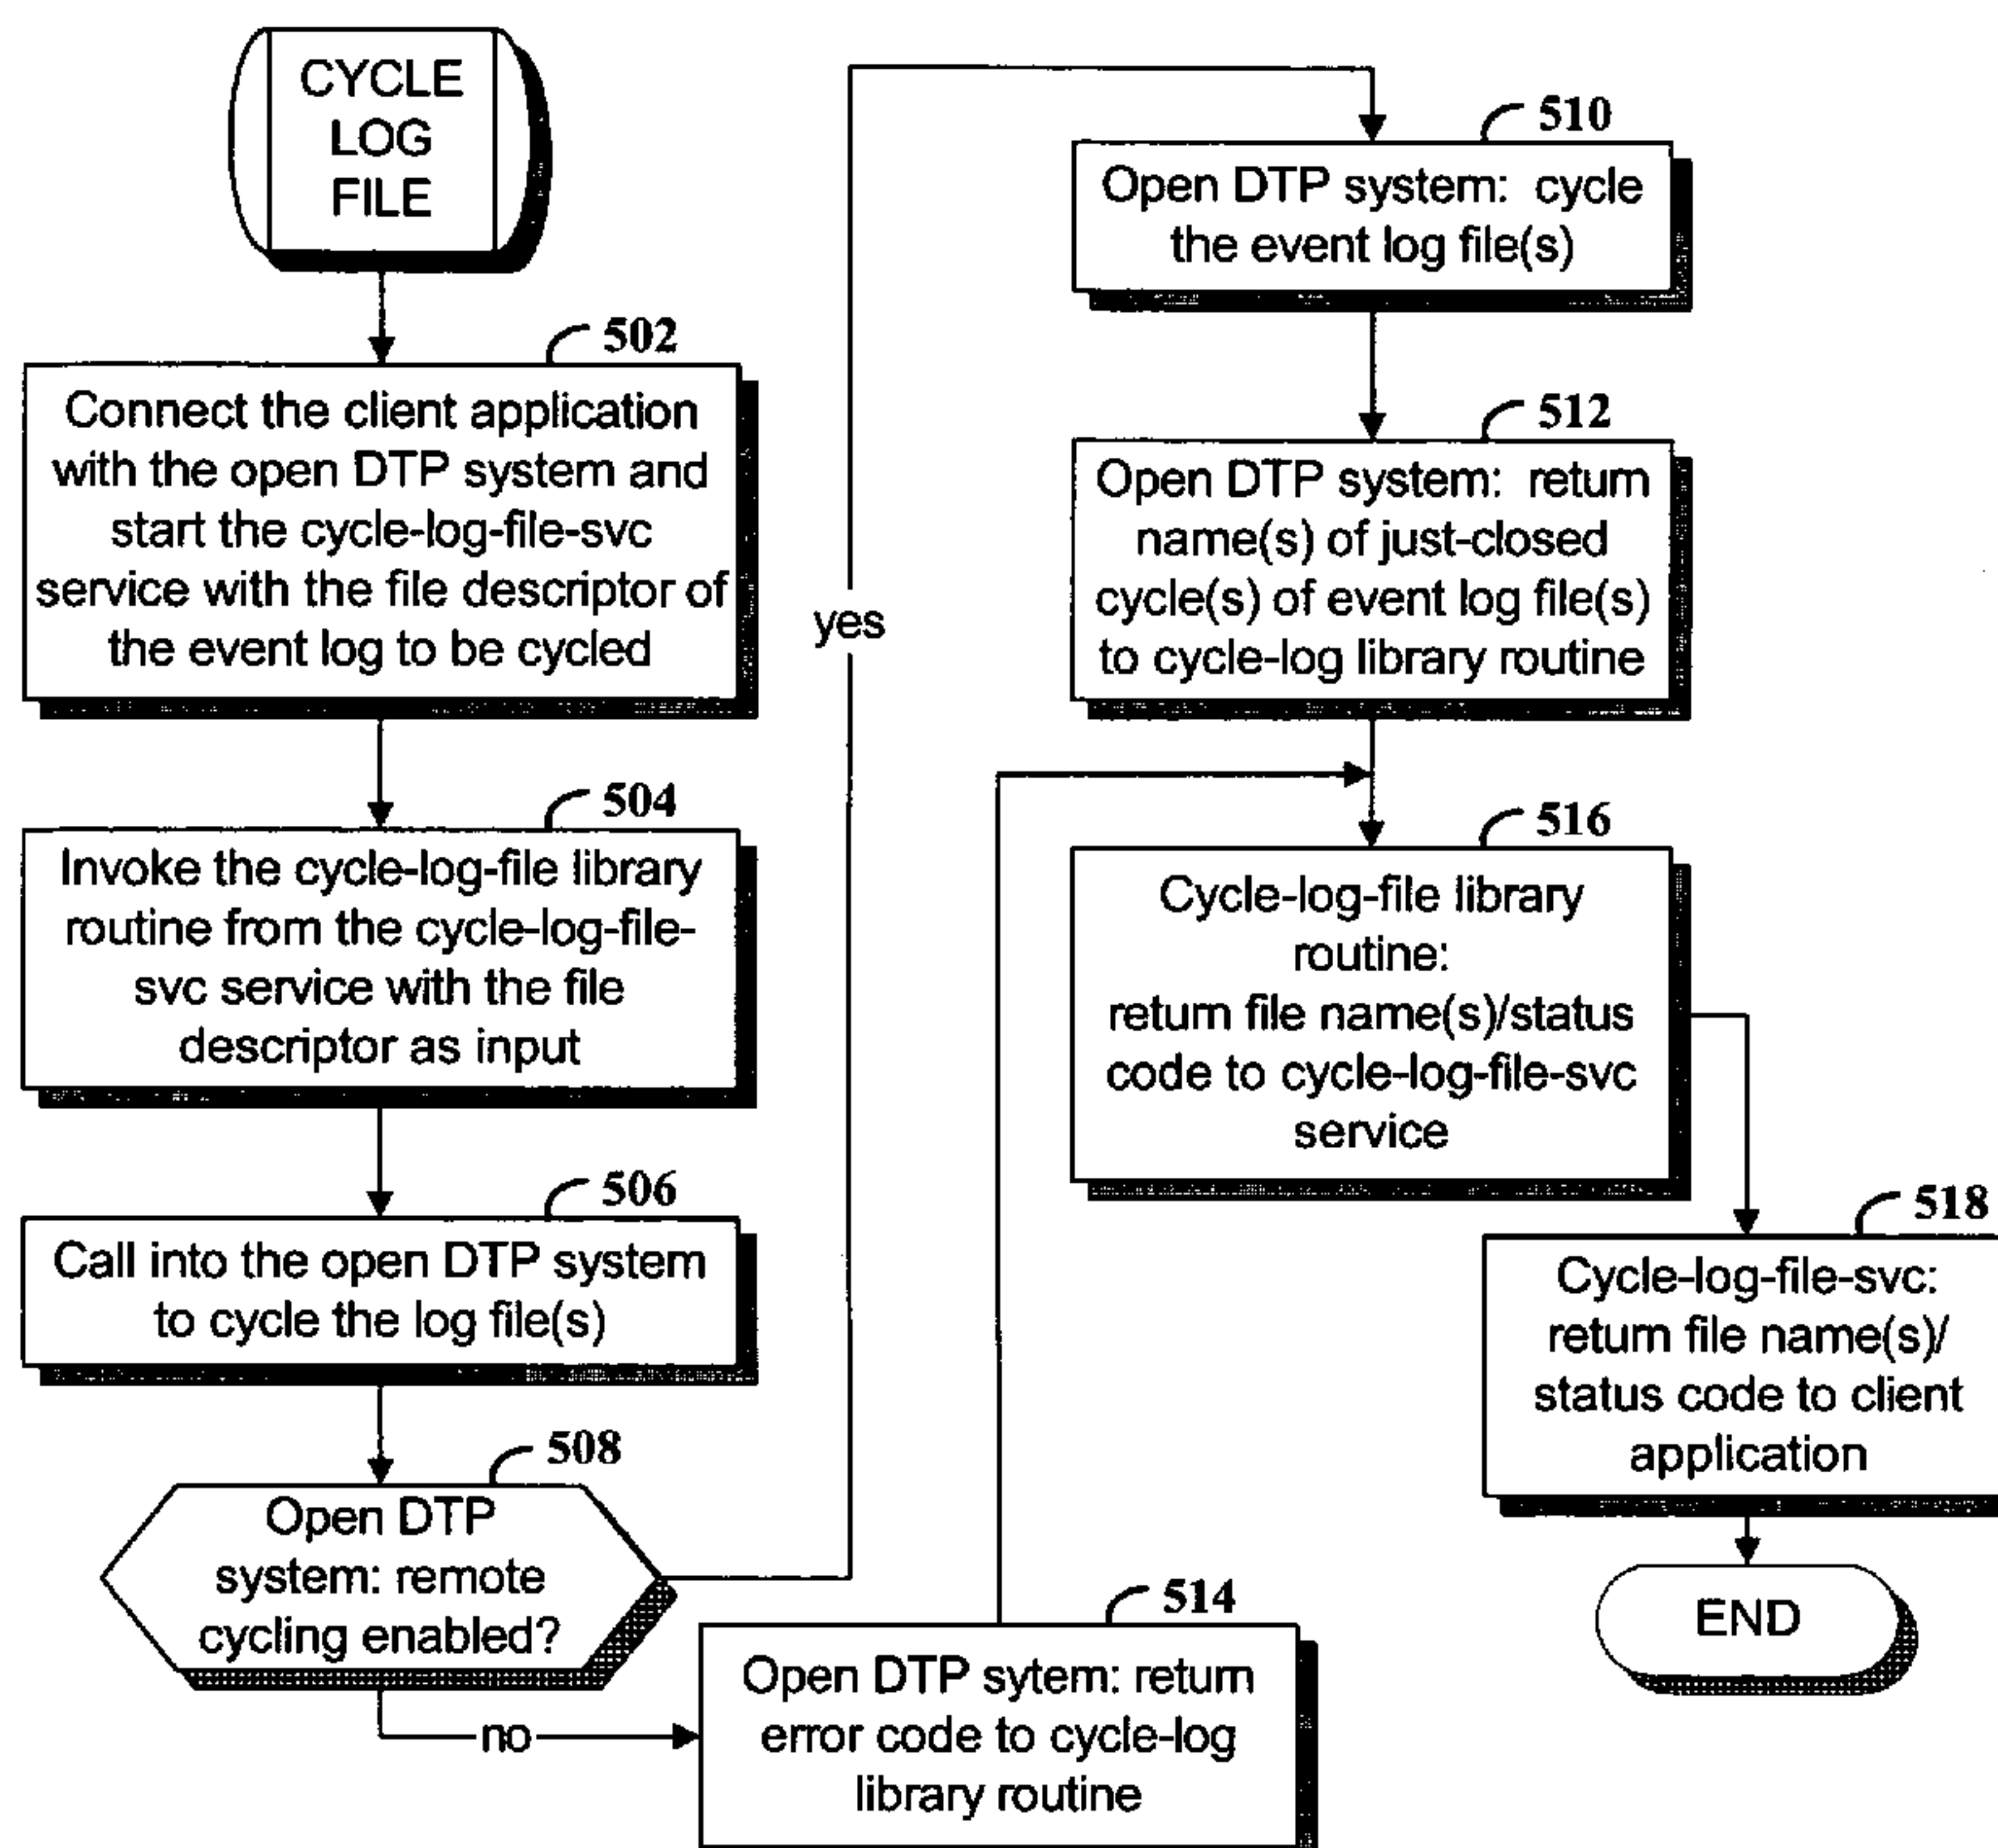 CYCLE
LOG
FILE
502
Connect the client application
with the open DTP system and
start the cycle-log-file-svc
service with the file descriptor of
the event log to be cycled
504
Invoke the cycle-log-file library
routine from the cycle-log-file-
svc service with the file
descriptor as input
506
Call into the open DTP system
to cycle the log file(s)
508
Open DTP
system: remote
cycling enabled?
yes
no
510
Open DTP system: cycle
the event log file(s)
512
Open DTP system: return
name(s) of just-closed
cycle(s) of event log file(s)
to cycle-log library routine
514
Open DTP sytem: return
error code to cycle-log
library routine
516
Cycle-log-file library
routine:
return file name(s)/status
code to cycle-log-file-svc
service
518
Cycle-log-file-svc:
return file name(s)/
status code to client
application
END